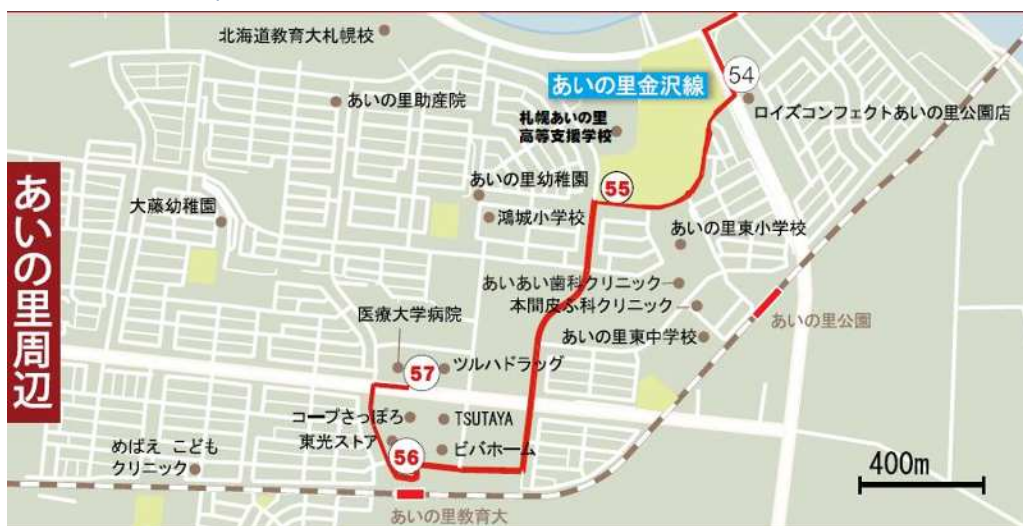 北海道教育大札幌校
あいの里金沢線
54
あいの里助産院
ロイズコンフェクトあいの里公園店
札幌あいの里
高等支援学校
あいの里周辺
あいの里幼稚園
55
大藤幼稚園
鴻城小学校
あいの里東小学校
あいあい歯科クリニック
本間皮ふ科クリニック
医療大学病院
あいの里公園
あいの里東中学校
57
ツルハドラッグ
コープさっぽろ
TSUTAYA
東光ストア
ビバホーム
めばえ こども
クリニック
56
400m
あいの里教育大